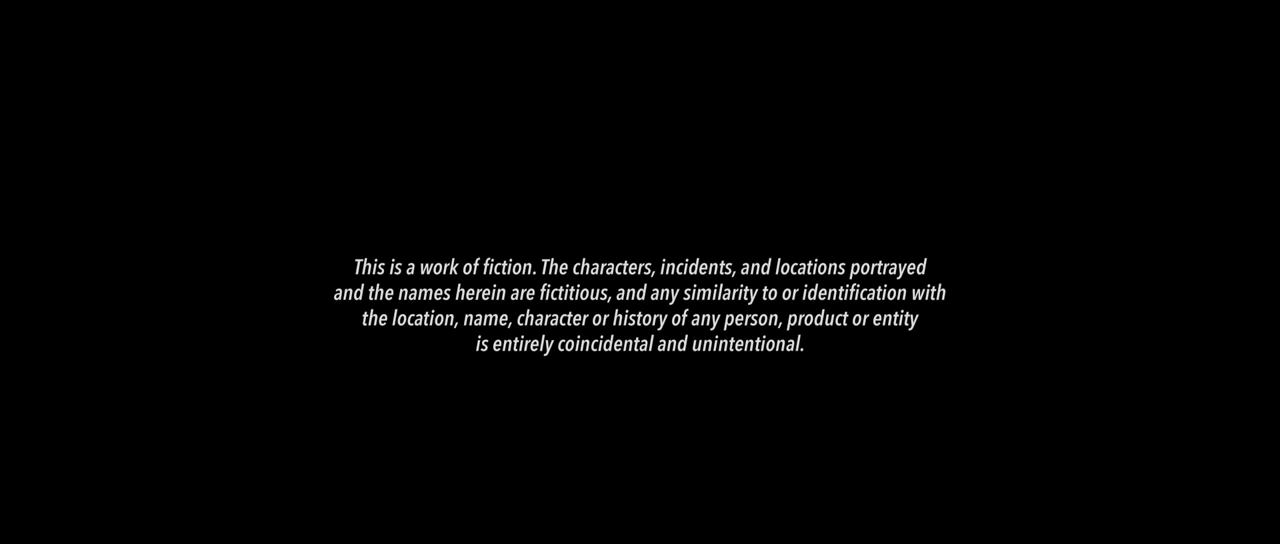 This is a work of fiction. The characters, incidents, and locations portrayed
and the names herein are fictitious, and any similarity to or identification with
the location, name, character or history of any person, product or entity
is entirely coincidental and unintentional.